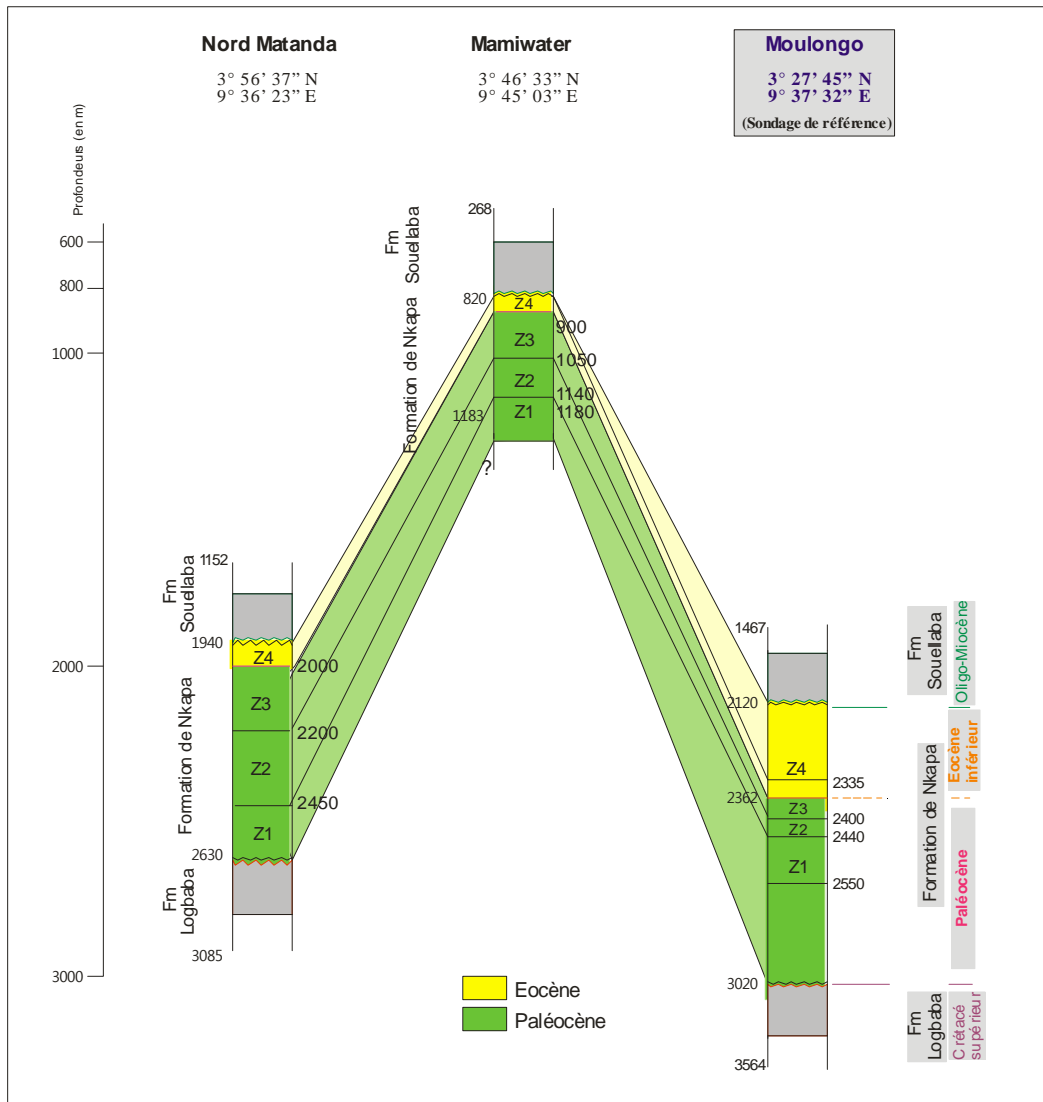 Nord Matanda
3° 56' 37" N
9° 36' 23" E
Mamiwater
3° 46' 33" N
9° 45' 03" E
Moulongo
3° 27' 45" N
9° 37' 32" E
(Sondage de référence)
Profondeurs (en m)
600
800
1000
2000
3000
1152
Fm
Souellaba
1940
Z4
2000
Z3
2200
Formation de Nkapa
Z2
2450
Z1
2630
Fm
Logbaba
3085
268
Fm
Souellaba
820
Z4
900
Formation de Nkapa
Z3
1050
Z2
1140
1183
Z1
1180
?
1467
2120
Z4
2335
2362
Z3
2400
Z2
2440
Z1
2550
3020
3564
Fm
Souellaba
Oligo-Miocène
Formation de Nkapa
Eocène
inférieur
Paléocène
Fm
Logbaba
Crétacé
supérieur
Eocène
Paléocène